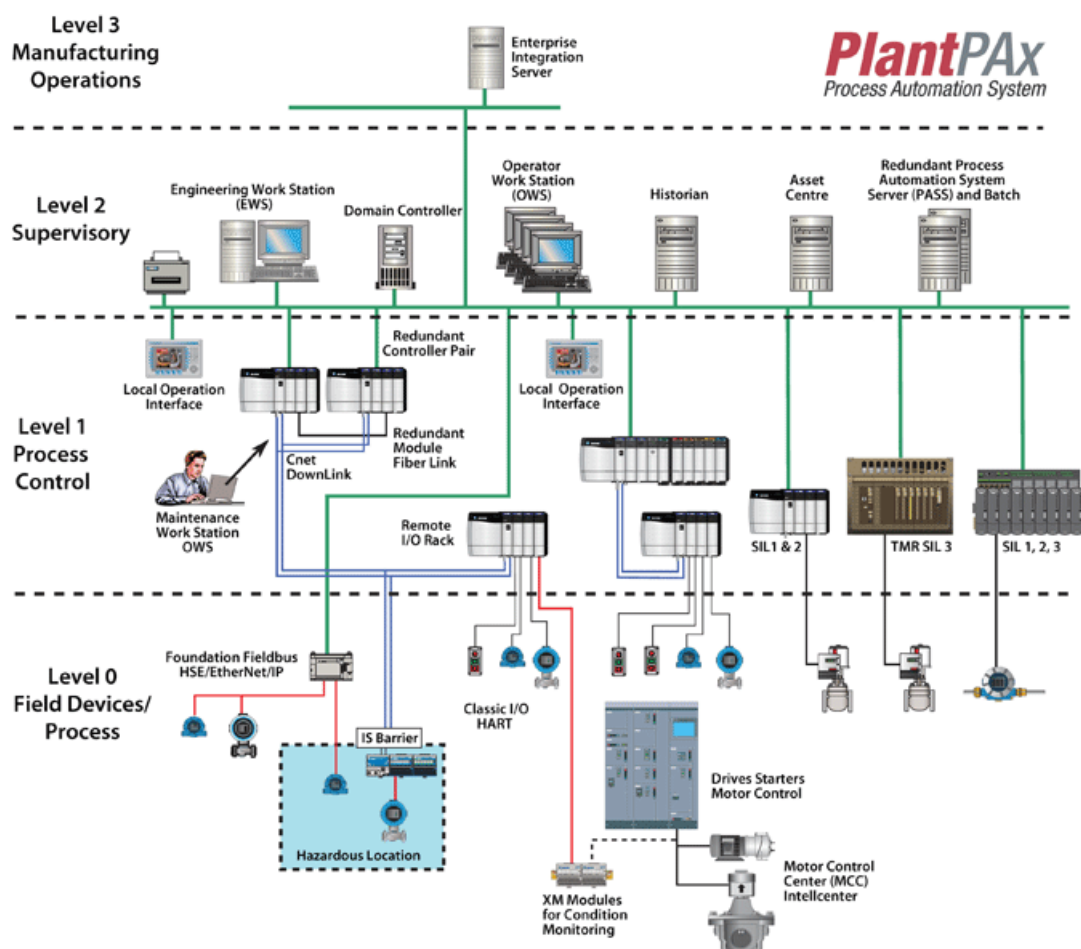 Level 3
Manufacturing
Operations
Enterprise
Integration
Server
PlantPAx
Process Automation System
Level 2
Supervisory
Engineering Work Station
(EWS)
Domain Controller
Operator
Work Station
(OWS)
Historian
Asset
Centre
Redundant Process
Automation System
Server (PASS) and Batch
Level 1
Process
Control
Local Operation
Interface
Redundant
Controller Pair
Local Operation
Interface
Cnet
DownLink
Redundant
Module
Fiber Link
Maintenance
Work Station
OWS
Remote
I/O Rack
SIL1 & 2
TMR SIL 3
SIL 1, 2, 3
Level 0
Field Devices/
Process
Foundation Fieldbus
HSE/EtherNet/IP
IS Barrier
Hazardous Location
Classic I/O
HART
Drives Starters
Motor Control
XM Modules
for Condition
Monitoring
Motor Control
Center (MCC)
Intellcenter